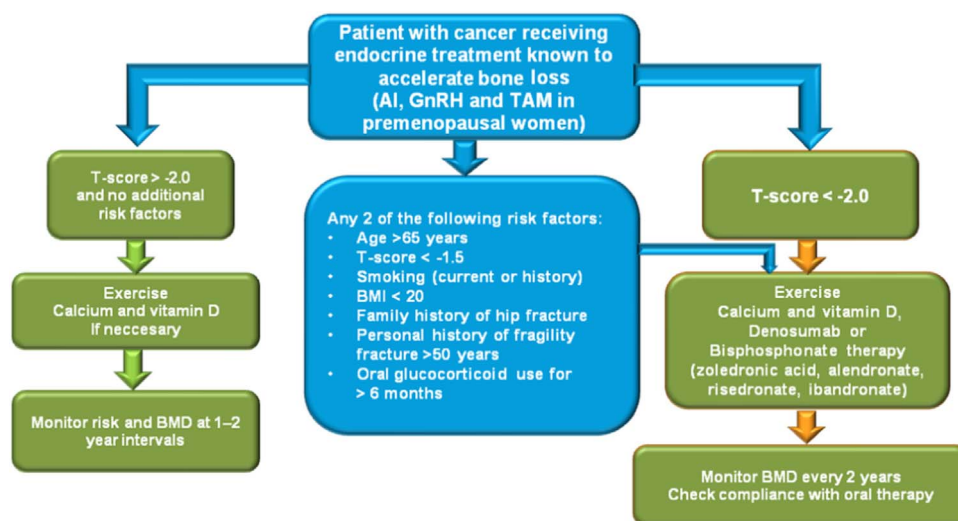 Patient with cancer receiving
endocrine treatment known to
accelerate bone loss
(AI, GnRH and TAM in
premenopausal women)
T-score > -2.0
and no additional
risk factors
Exercise
Calcium and vitamin D
If neccesary
Monitor risk and BMD at 1–2
year intervals
Any 2 of the following risk factors:
• Age >65 years
• T-score < -1.5
• Smoking (current or history)
• BMI < 20
• Family history of hip fracture
• Personal history of fragility
fracture >50 years
• Oral glucocorticoid use for
> 6 months
T-score < -2.0
Exercise
Calcium and vitamin D,
Denosumab or
Bisphosphonate therapy
(zoledronic acid, alendronate,
risedronate, ibandronate)
Monitor BMD every 2 years
Check compliance with oral therapy